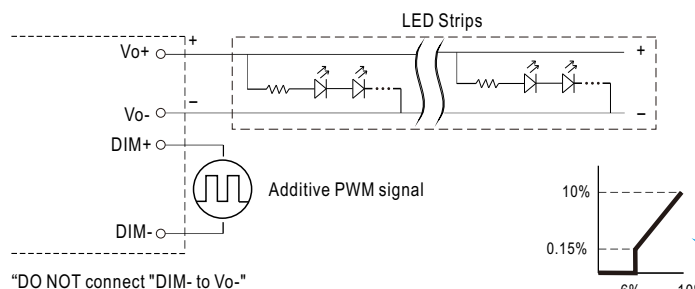 LED Strips
Vo+
+
+
Vo-
−
−
DIM+
Additive PWM signal
DIM-
10%
0.15%
"DO NOT connect "DIM- to Vo-"
6%